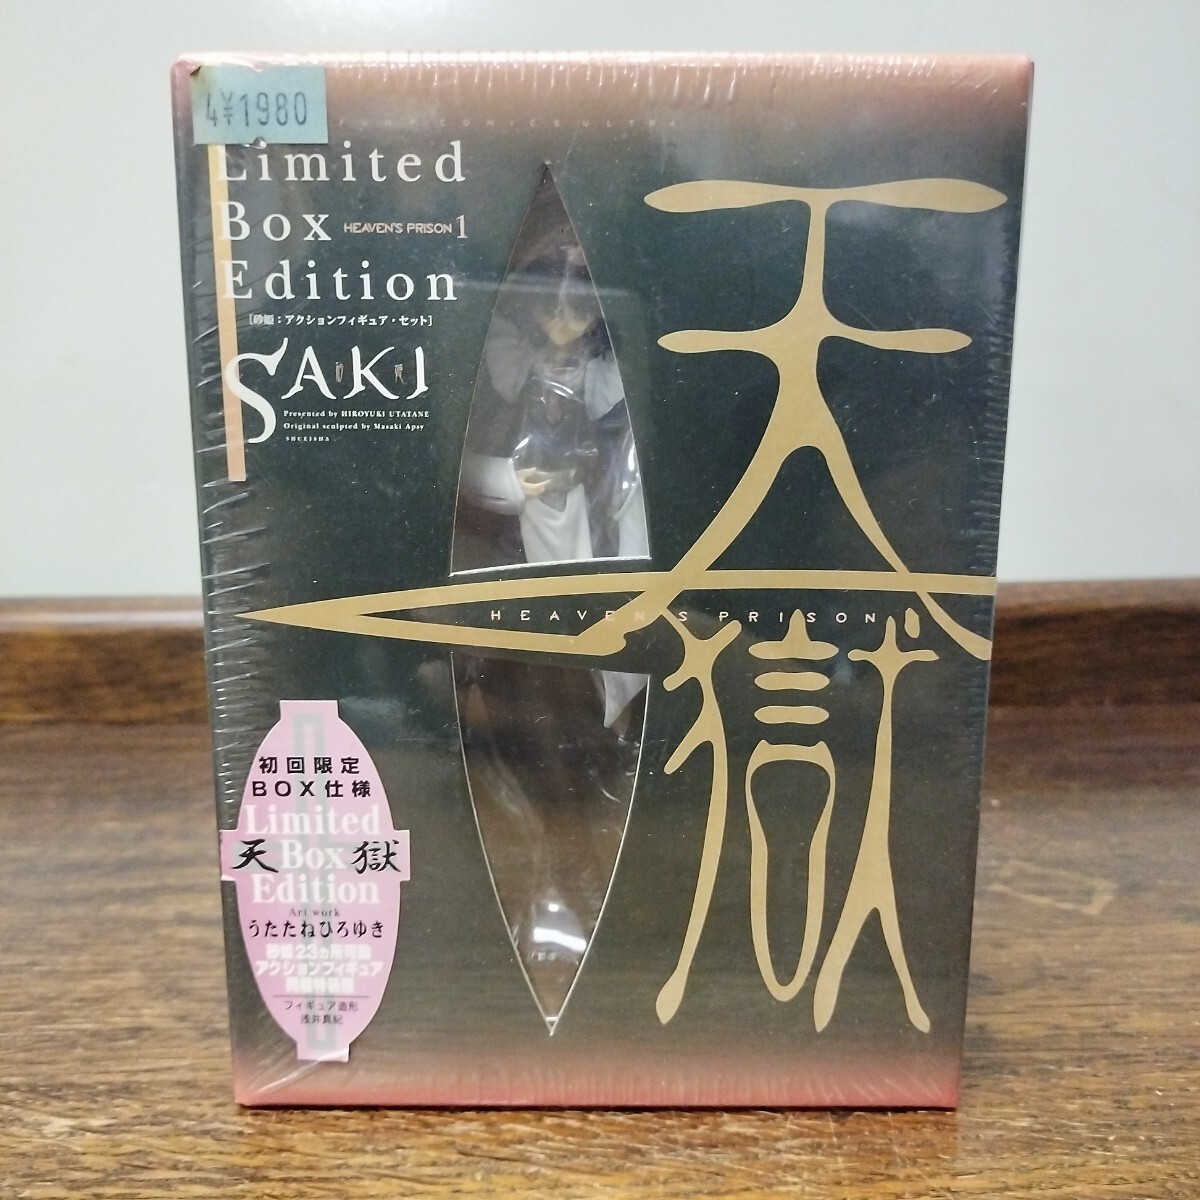 4¥1980
Limited
Box
HEAVEN'S PRISON 1
Edition
[砂姫：アクションフィギュア・セット]
SAKI
Presented by HIROYUKI UTATANE
Original sculpted by Masaki Apsy
SHUEISHA
天獄
HEAVEN'S PRISON
初回限定
BOX仕様
Limited
Box
Edition
天 獄
Art work
うたたねひろゆき
砂姫23カ所可動
アクションフィギュア
同梱特装版
フィギュア造形
浅井真紀